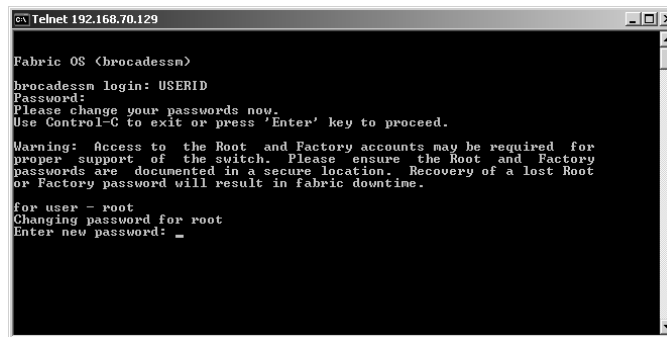 Telnet 192.168.70.129
Fabric OS (brocadessm)
brocadessm login: USERID
Password:
Please change your passwords now.
Use Control-C to exit or press 'Enter' key to proceed.
Warning: Access to the Root and Factory accounts may be required for
proper support of the switch. Please ensure the Root and Factory
passwords are documented in a secure location. Recovery of a lost Root
or Factory password will result in fabric downtime.
for user - root
Changing password for root
Enter new password: _